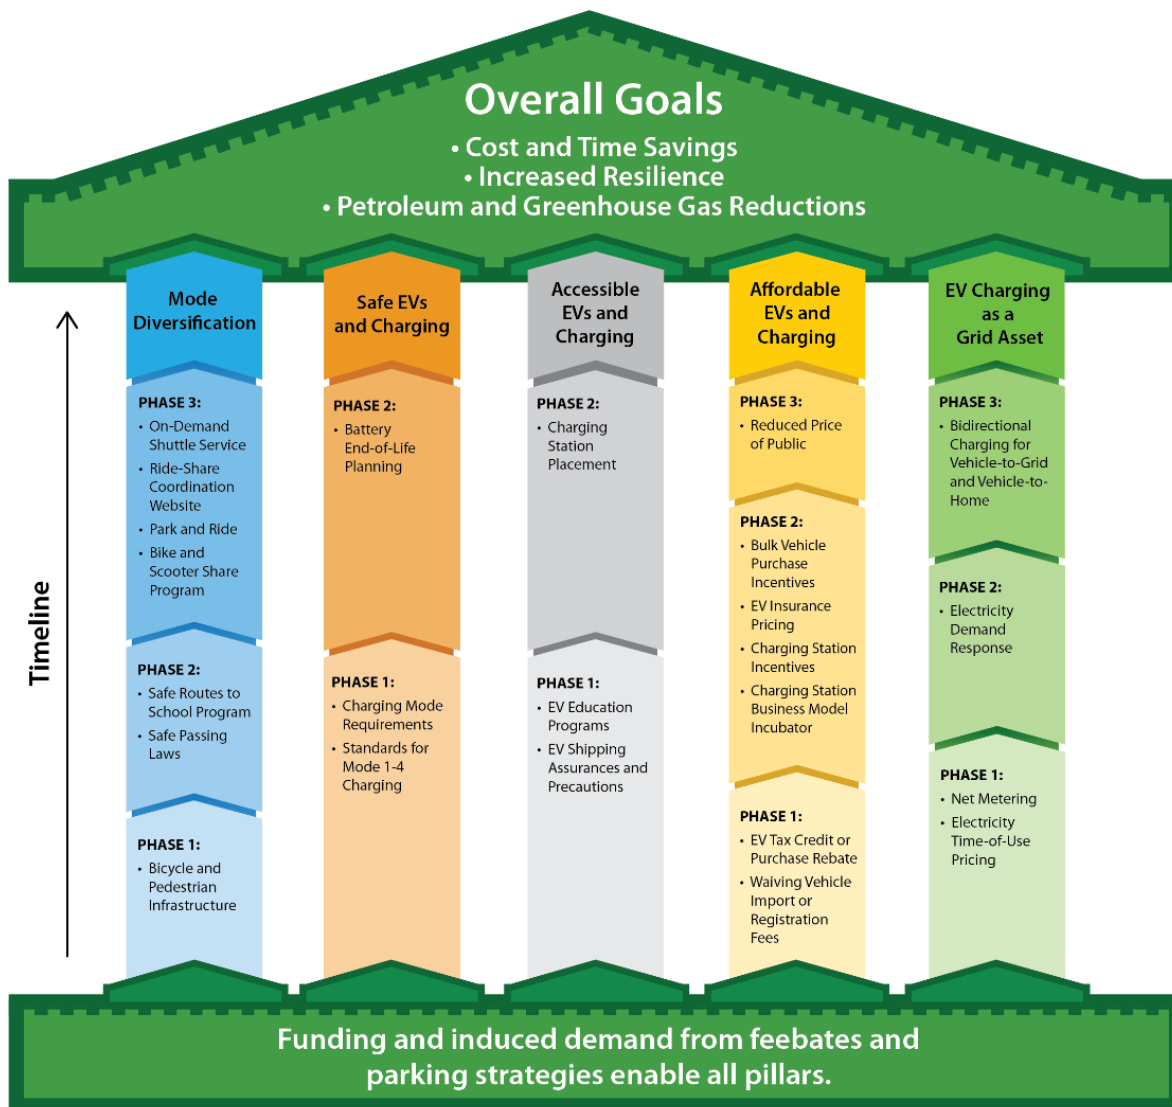 Overall Goals
• Cost and Time Savings
• Increased Resilience
• Petroleum and Greenhouse Gas Reductions
Timeline
Mode
Diversification
PHASE 3:
• On-Demand
Shuttle Service
• Ride-Share
Coordination
Website
• Park and Ride
• Bike and
Scooter Share
Program
PHASE 2:
• Safe Routes to
School Program
• Safe Passing
Laws
PHASE 1:
• Bicycle and
Pedestrian
Infrastructure
Safe EVs
and Charging
PHASE 2:
• Battery
End-of-Life
Planning
PHASE 1:
• Charging Mode
Requirements
• Standards for
Mode 1-4
Charging
Accessible
EVs and
Charging
PHASE 2:
• Charging
Station
Placement
PHASE 1:
• EV Education
Programs
• EV Shipping
Assurances and
Precautions
Affordable
EVs and
Charging
PHASE 3:
• Reduced Price
of Public
PHASE 2:
• Bulk Vehicle
Purchase
Incentives
• EV Insurance
Pricing
• Charging Station
Incentives
• Charging Station
Business Model
Incubator
PHASE 1:
• EV Tax Credit or
Purchase Rebate
• Waiving Vehicle
Import or
Registration
Fees
EV Charging
as a
Grid Asset
PHASE 3:
• Bidirectional
Charging for
Vehicle-to-Grid
and Vehicle-to-
Home
PHASE 2:
• Electricity
Demand
Response
PHASE 1:
• Net Metering
• Electricity
Time-of-Use
Pricing
Funding and induced demand from feebates and
parking strategies enable all pillars.